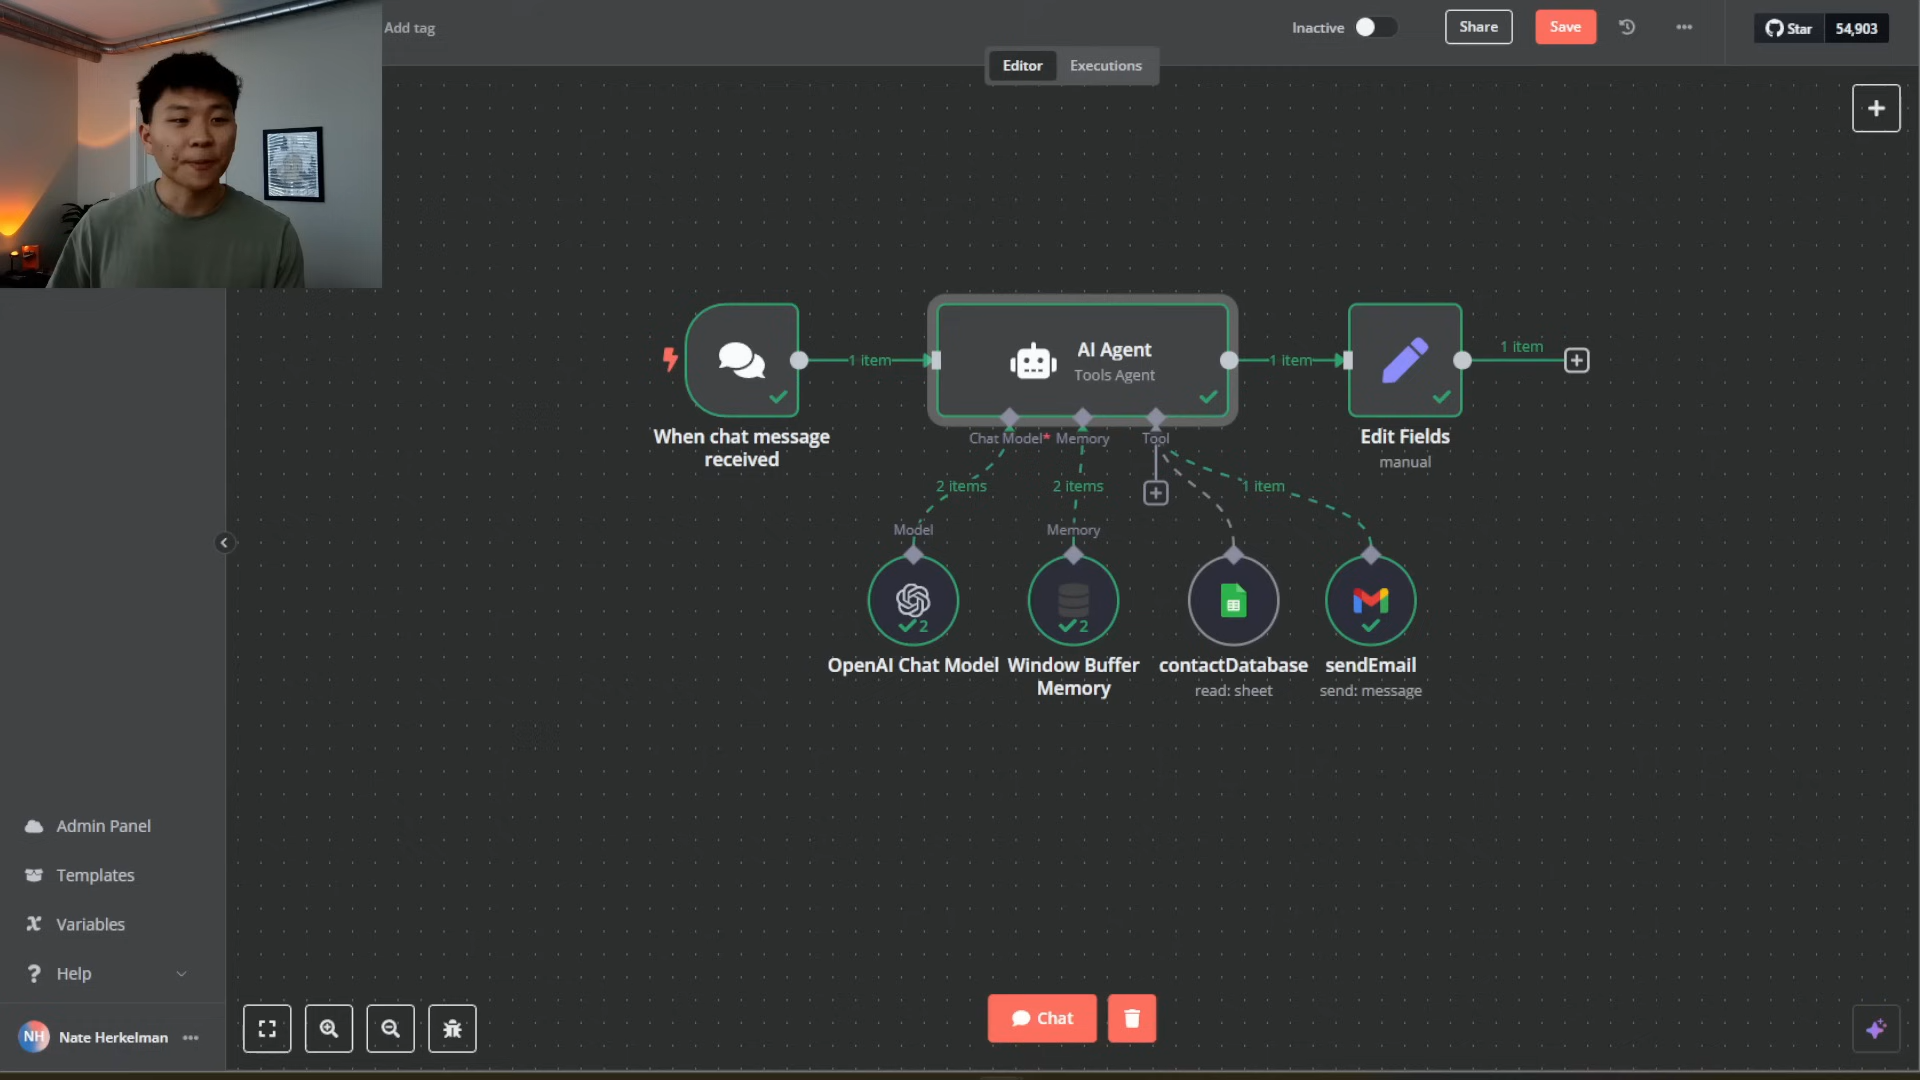 Add tag
Inactive
Share
Save
Star
54,903
Editor
Executions
1 item
AI Agent
Tools Agent
1 item
1 item
When chat message
received
Chat Model*
Memory
Tool
Edit Fields
manual
2 items
2 items
1 item
Model
Memory
2
2
OpenAI Chat Model
Window Buffer
Memory
contactDatabase
read: sheet
sendEmail
send: message
Admin Panel
Templates
Variables
Help
NH
Nate Herkelman
Chat